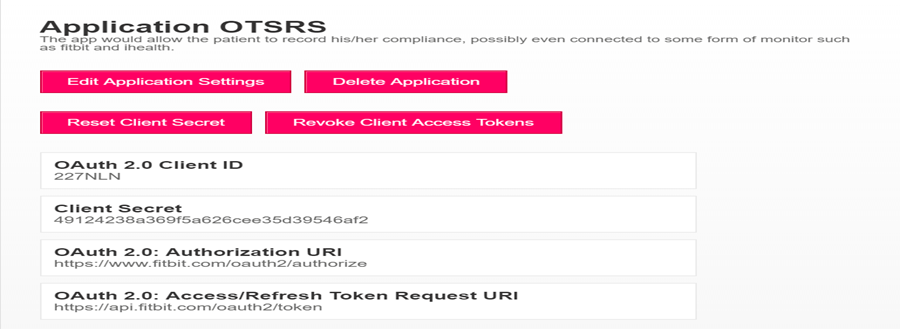 Application OTSRS
The app would allow the patient to record his/her compliance, possibly even connected to some form of monitor such
as fitbit and ihealth.
Edit Application Settings
Delete Application
Reset Client Secret
Revoke Client Access Tokens
OAuth 2.0 Client ID
227NLN
Client Secret
49124238a369f5a626cee35d39546af2
OAuth 2.0: Authorization URI
https://www.fitbit.com/oauth2/authorize
OAuth 2.0: Access/Refresh Token Request URI
https://api.fitbit.com/oauth2/token